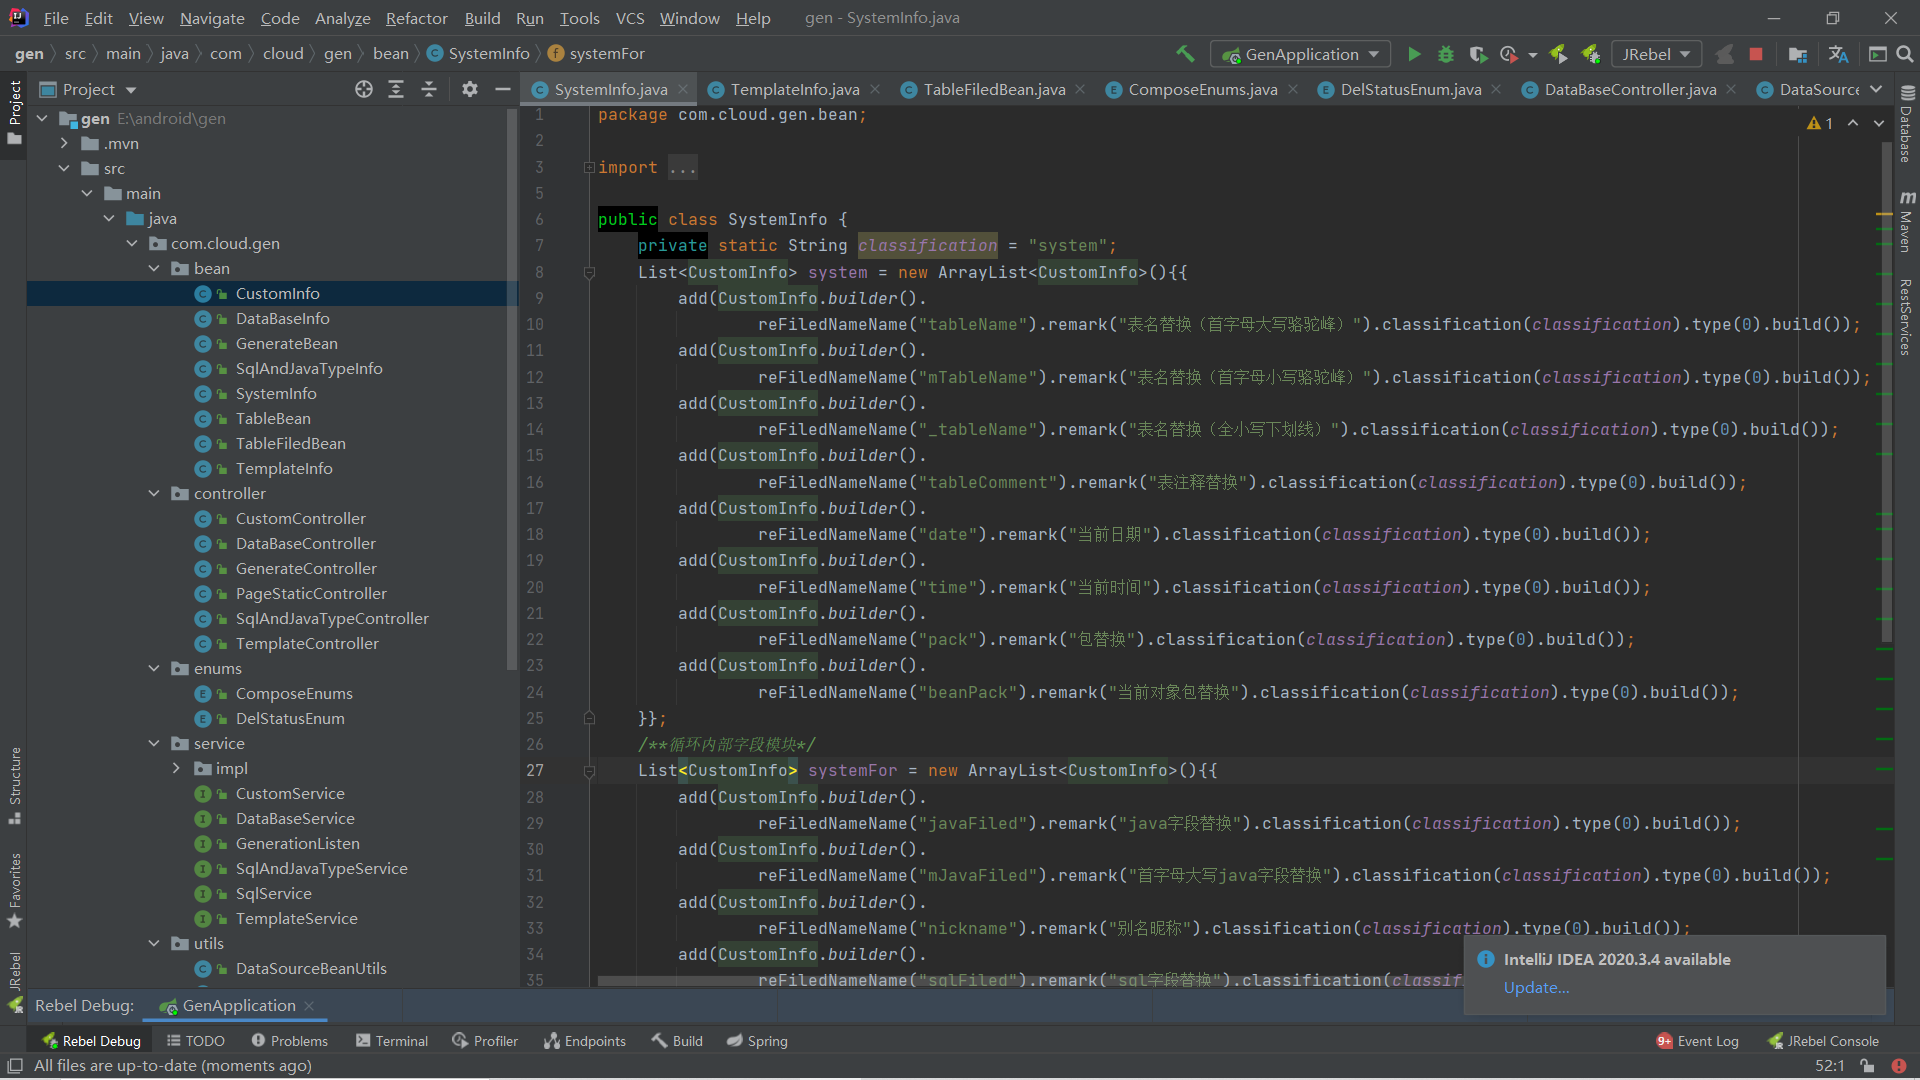 File Edit View Navigate Code Analyze Refactor Build Run Tools VCS Window Help gen - SystemInfo.java
gen src main java com cloud gen bean SystemInfo systemFor GenApplication JRebel
Project
SystemInfo.java TemplateInfo.java TableFiledBean.java ComposeEnums.java DelStatusEnum.java DataBaseController.java DataSource
gen E:\android\gen
.mvn
src
main
java
com.cloud.gen
bean
CustomInfo
DataBaseInfo
GenerateBean
SqlAndJavaTypeInfo
SystemInfo
TableBean
TableFiledBean
TemplateInfo
controller
CustomController
DataBaseController
GenerateController
PageStaticController
SqlAndJavaTypeController
TemplateController
enums
ComposeEnums
DelStatusEnum
service
impl
CustomService
DataBaseService
GenerationListen
SqlAndJavaTypeService
SqlService
TemplateService
utils
DataSourceBeanUtils
1 package com.cloud.gen.bean;
2
3 import ...
5
6 public class SystemInfo {
7 private static String classification = "system";
8 List<CustomInfo> system = new ArrayList<CustomInfo>(){{
9 add(CustomInfo.builder().
10 reFiledNameName("tableName").remark("表名替换（首字母大写骆驼峰）").classification(classification).type(0).build());
11 add(CustomInfo.builder().
12 reFiledNameName("mTableName").remark("表名替换（首字母小写骆驼峰）").classification(classification).type(0).build());
13 add(CustomInfo.builder().
14 reFiledNameName("_tableName").remark("表名替换（全小写下划线）").classification(classification).type(0).build());
15 add(CustomInfo.builder().
16 reFiledNameName("tableComment").remark("表注释替换").classification(classification).type(0).build());
17 add(CustomInfo.builder().
18 reFiledNameName("date").remark("当前日期").classification(classification).type(0).build());
19 add(CustomInfo.builder().
20 reFiledNameName("time").remark("当前时间").classification(classification).type(0).build());
21 add(CustomInfo.builder().
22 reFiledNameName("pack").remark("包替换").classification(classification).type(0).build());
23 add(CustomInfo.builder().
24 reFiledNameName("beanPack").remark("当前对象包替换").classification(classification).type(0).build());
25 }};
26 /**循环内部字段模块*/
27 List<CustomInfo> systemFor = new ArrayList<CustomInfo>(){{
28 add(CustomInfo.builder().
29 reFiledNameName("javaFiled").remark("java字段替换").classification(classification).type(0).build());
30 add(CustomInfo.builder().
31 reFiledNameName("mJavaFiled").remark("首字母大写java字段替换").classification(classification).type(0).build());
32 add(CustomInfo.builder().
33 reFiledNameName("nickname").remark("别名昵称").classification(classification).type(0).build());
34 add(CustomInfo.builder().
35 reFiledNameName("sqlFiled").remark("sql字段替换").classification(classifi
1
Project
Structure
Favorites
JRebel
Database
Maven
RestServices
IntelliJ IDEA 2020.3.4 available
Update...
Rebel Debug: GenApplication
Rebel Debug TODO Problems Terminal Profiler Endpoints Build Spring 9+ Event Log JRebel Console
All files are up-to-date (moments ago) 52:1